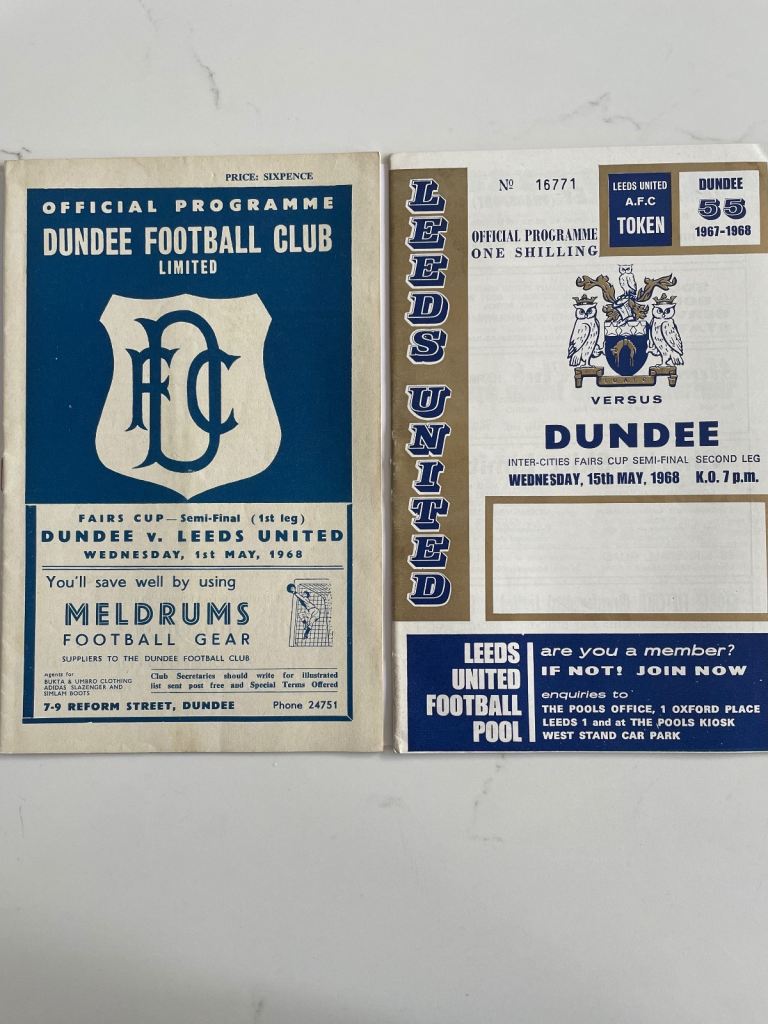 PRICE: SIXPENCE
OFFICIAL PROGRAMME
DUNDEE FOOTBALL CLUB
LIMITED
DFC
FAIRS CUP — Semi-Final (1st leg)
DUNDEE v. LEEDS UNITED
WEDNESDAY, 1st MAY, 1968
You'll save well by using
MELDRUMS
FOOTBALL GEAR
SUPPLIERS TO THE DUNDEE FOOTBALL CLUB
Agents for
BUKTA & UMBRO CLOTHING
ADIDAS SLAZENGER AND
SIMLAM BOOTS
Club Secretaries should write for illustrated
list sent post free and Special Terms Offered
7-9 REFORM STREET, DUNDEE Phone 24751
LEEDS UNITED
No 16771
OFFICIAL PROGRAMME
ONE SHILLING
LEEDS UNITED
A.F.C
TOKEN
DUNDEE
55
1967-1968
VERSUS
DUNDEE
INTER-CITIES FAIRS CUP SEMI-FINAL SECOND LEG
WEDNESDAY, 15th MAY, 1968 K.O. 7 p.m.
LEEDS
UNITED
FOOTBALL
POOL
are you a member?
IF NOT! JOIN NOW
enquiries to
THE POOLS OFFICE, 1 OXFORD PLACE
LEEDS 1 and at THE POOLS KIOSK
WEST STAND CAR PARK